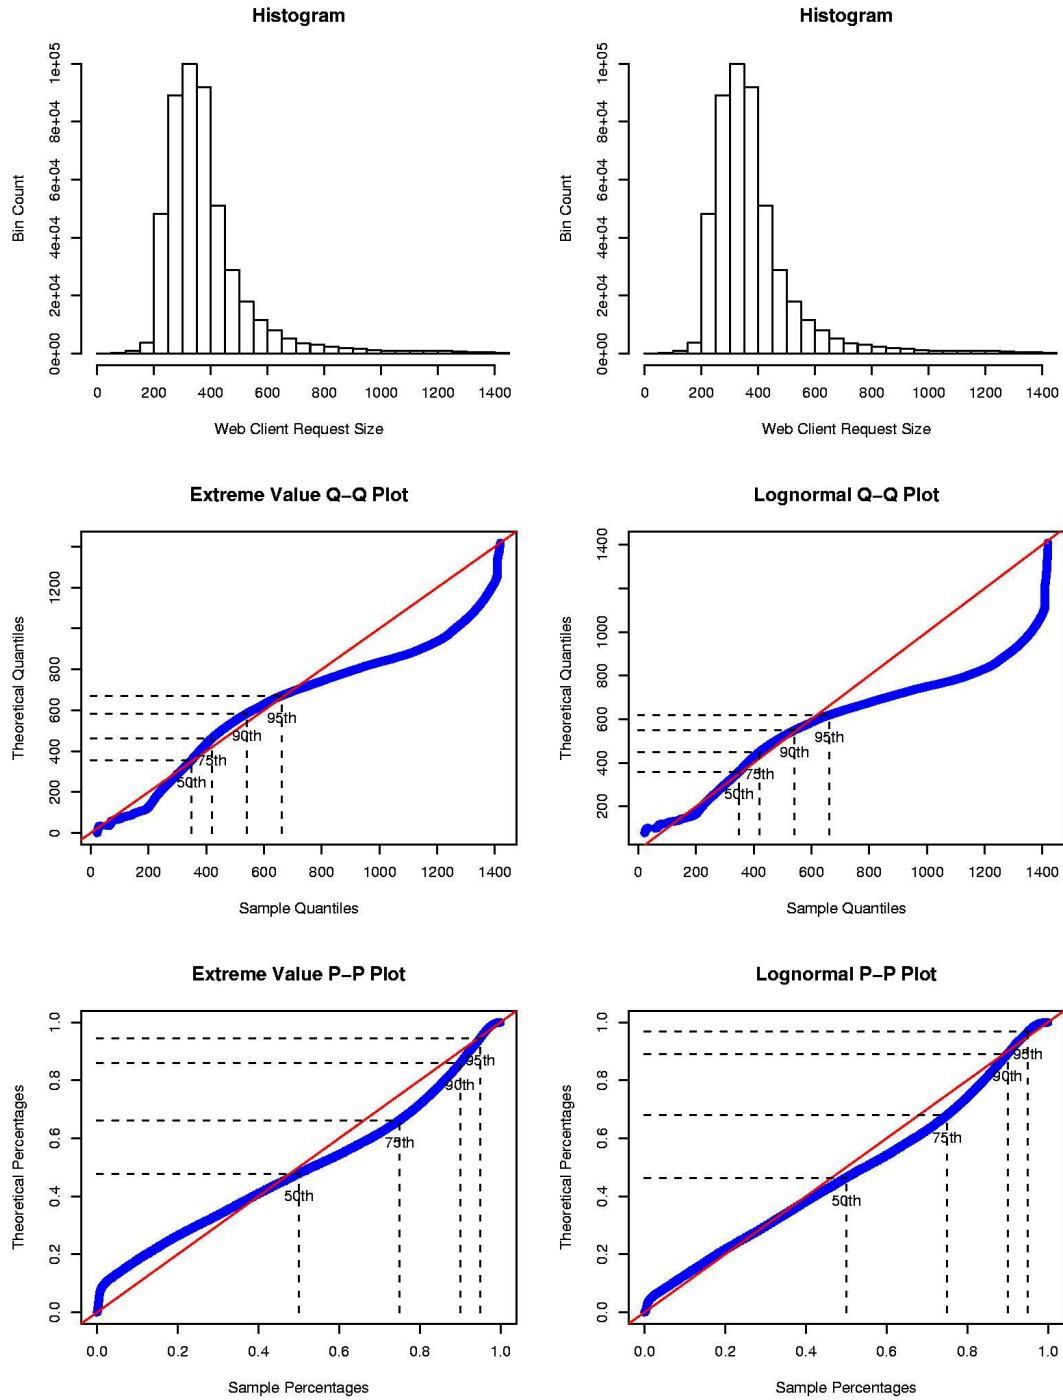 Histogram
Bin Count
0e+00 2e+04 4e+04 6e+04 8e+04 1e+05
0 200 400 600 800 1000 1200 1400
Web Client Request Size
Histogram
Bin Count
0e+00 2e+04 4e+04 6e+04 8e+04 1e+05
0 200 400 600 800 1000 1200 1400
Web Client Request Size
Extreme Value Q−Q Plot
Theoretical Quantiles
0 200 400 600 800 1200
50th
75th
90th
95th
0 200 400 600 800 1000 1200 1400
Sample Quantiles
Lognormal Q−Q Plot
Theoretical Quantiles
200 400 600 800 1000 1400
50th
75th
90th
95th
0 200 400 600 800 1000 1200 1400
Sample Quantiles
Extreme Value P−P Plot
Theoretical Percentages
0.0 0.2 0.4 0.6 0.8 1.0
50th
75th
90th
95th
0.0 0.2 0.4 0.6 0.8 1.0
Sample Percentages
Lognormal P−P Plot
Theoretical Percentages
0.0 0.2 0.4 0.6 0.8 1.0
50th
75th
90th
95th
0.0 0.2 0.4 0.6 0.8 1.0
Sample Percentages